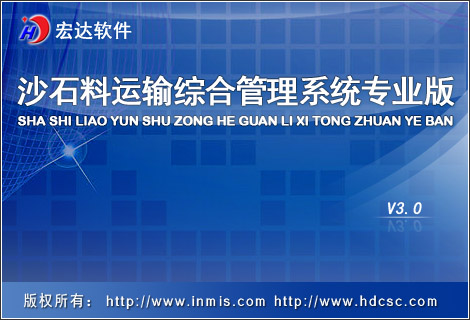 宏达软件
沙石料运输综合管理系统专业版
SHA SHI LIAO YUN SHU ZONG HE GUAN LI XI TONG ZHUAN YE BAN
V3.0
版权所有： http://www.inmis.com http://www.hdcsc.com